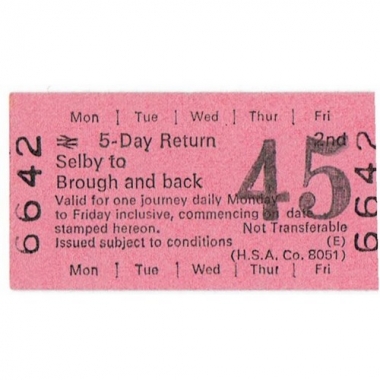 Mon Tue Wed Thur Fri
5-Day Return 2nd
Selby to
Brough and back
45
Valid for one journey daily Monday
to Friday inclusive, commencing on date
stamped hereon. Not Transferable
Issued subject to conditions (E)
(H.S.A. Co. 8051)
Mon Tue Wed Thur Fri
6642
6642